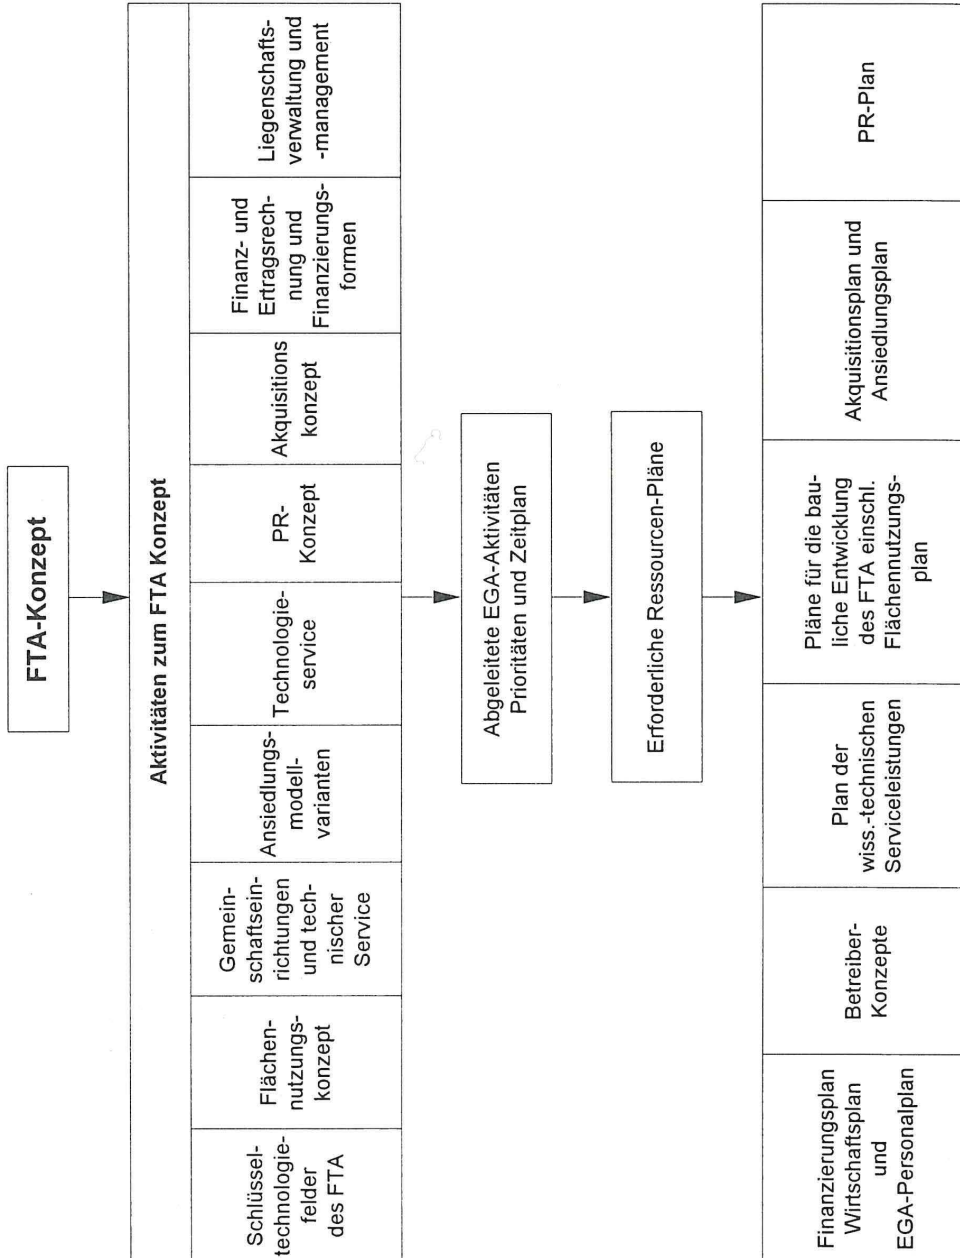 FTA-Konzept
Aktivitäten zum FTA Konzept
Schlüssel-
technologie-
felder
des FTA
Flächen-
nutzungs-
konzept
Gemein-
schaftsein-
richtungen
und tech-
nischer
Service
Ansiedlungs-
modell-
varianten
Technologie-
service
PR-
Konzept
Akquisitions
konzept
Finanz- und
Ertragsrech-
nung und
Finanzierungs-
formen
Liegenschafts-
verwaltung und
-management
Abgeleitete EGA-Aktivitäten
Prioritäten und Zeitplan
Erforderliche Ressourcen-Pläne
Finanzierungsplan
Wirtschaftsplan
und
EGA-Personalplan
Betreiber-
Konzepte
Plan der
wiss.-technischen
Serviceleistungen
Pläne für die bau-
liche Entwicklung
des FTA einschl.
Flächennutzungs-
plan
Akquisitionsplan und
Ansiedlungsplan
PR-Plan